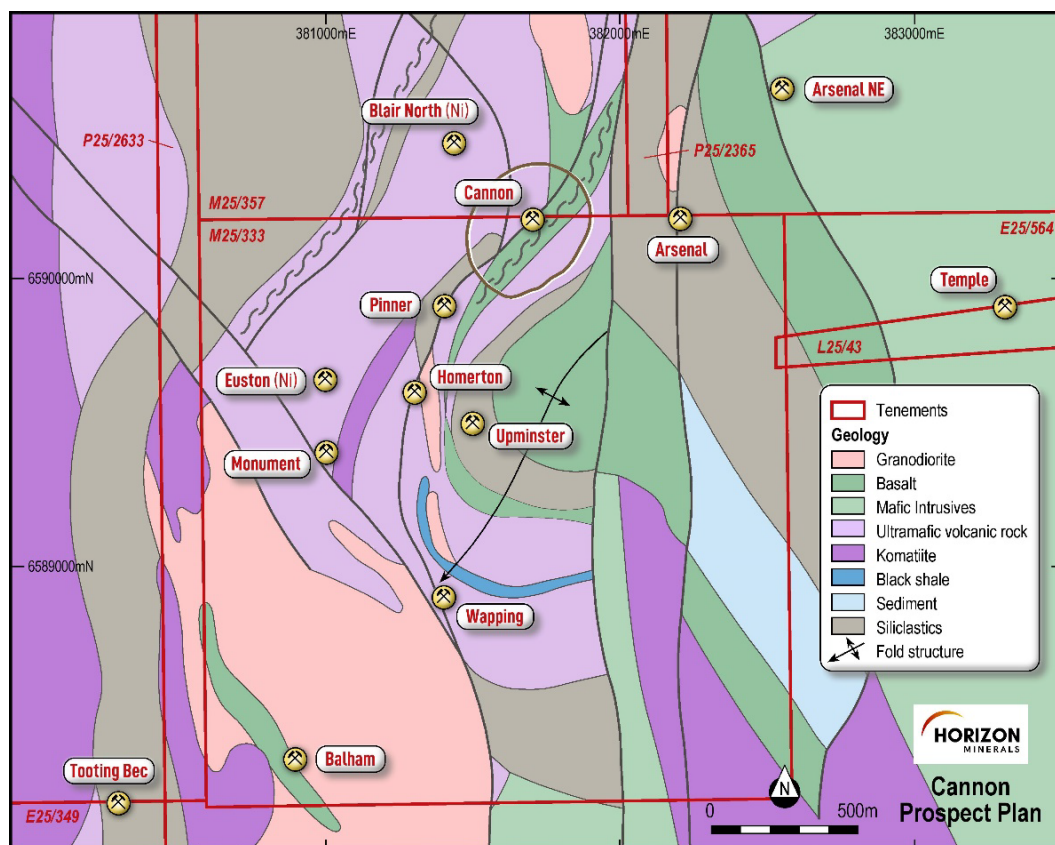 381000mE
382000mE
383000mE
Arsenal NE
Blair North (Ni)
P25/2633
P25/2365
Cannon
M25/357
M25/333
E25/564
Arsenal
6590000mN
Temple
Pinner
L25/43
Euston (Ni)
Homerton
Tenements
Geology
Upminster
Granodiorite
Monument
Basalt
Mafic Intrusives
Ultramafic volcanic rock
Komatiite
6589000mN
Black shale
Sediment
Wapping
Siliclastics
Fold structure
HORIZON
MINERALS
Balham
Tooting Bec
N
Cannon
Prospect Plan
0 500m
E25/349